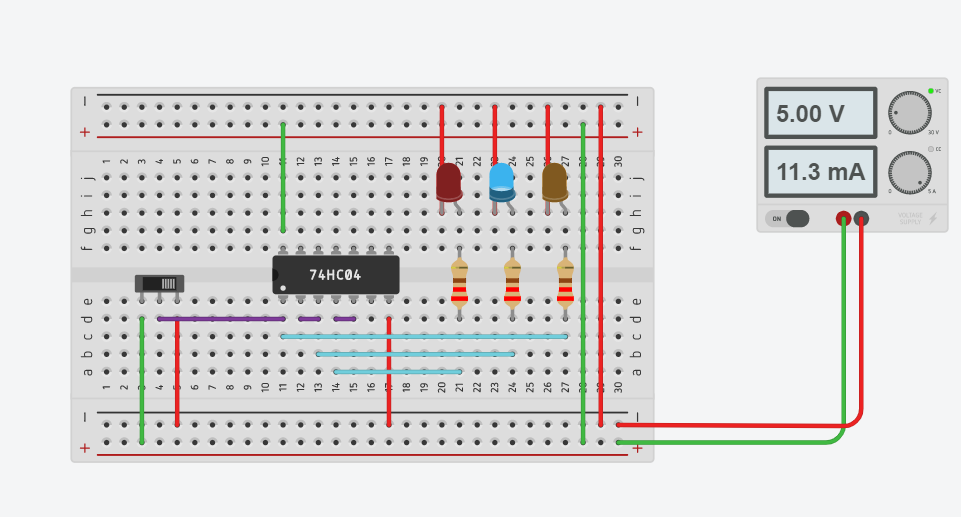 5.00 V
VC
0 30 V
11.3 mA
CC
0 5 A
ON
VOLTAGE
SUPPLY
− −
+ +
1 2 3 4 5 6 7 8 9 10 11 12 13 14 15 16 17 18 19 20 21 22 23 24 25 26 27 28 29 30
j j
i i
h h
g g
f f
74HC04
e e
d d
c c
b b
a a
1 2 3 4 5 6 7 8 9 10 11 12 13 14 15 16 17 18 19 20 21 22 23 24 25 26 27 28 29 30
− −
+ +